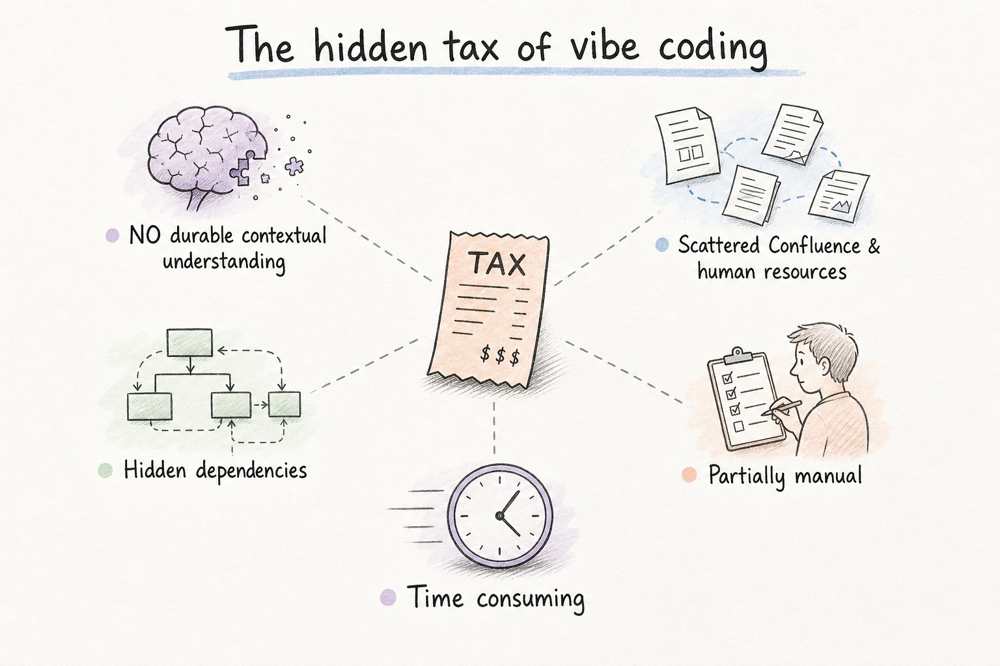 The hidden tax of vibe coding
NO durable contextual
understanding
Scattered Confluence &
human resources
TAX
$ $ $
Hidden dependencies
Partially manual
Time consuming